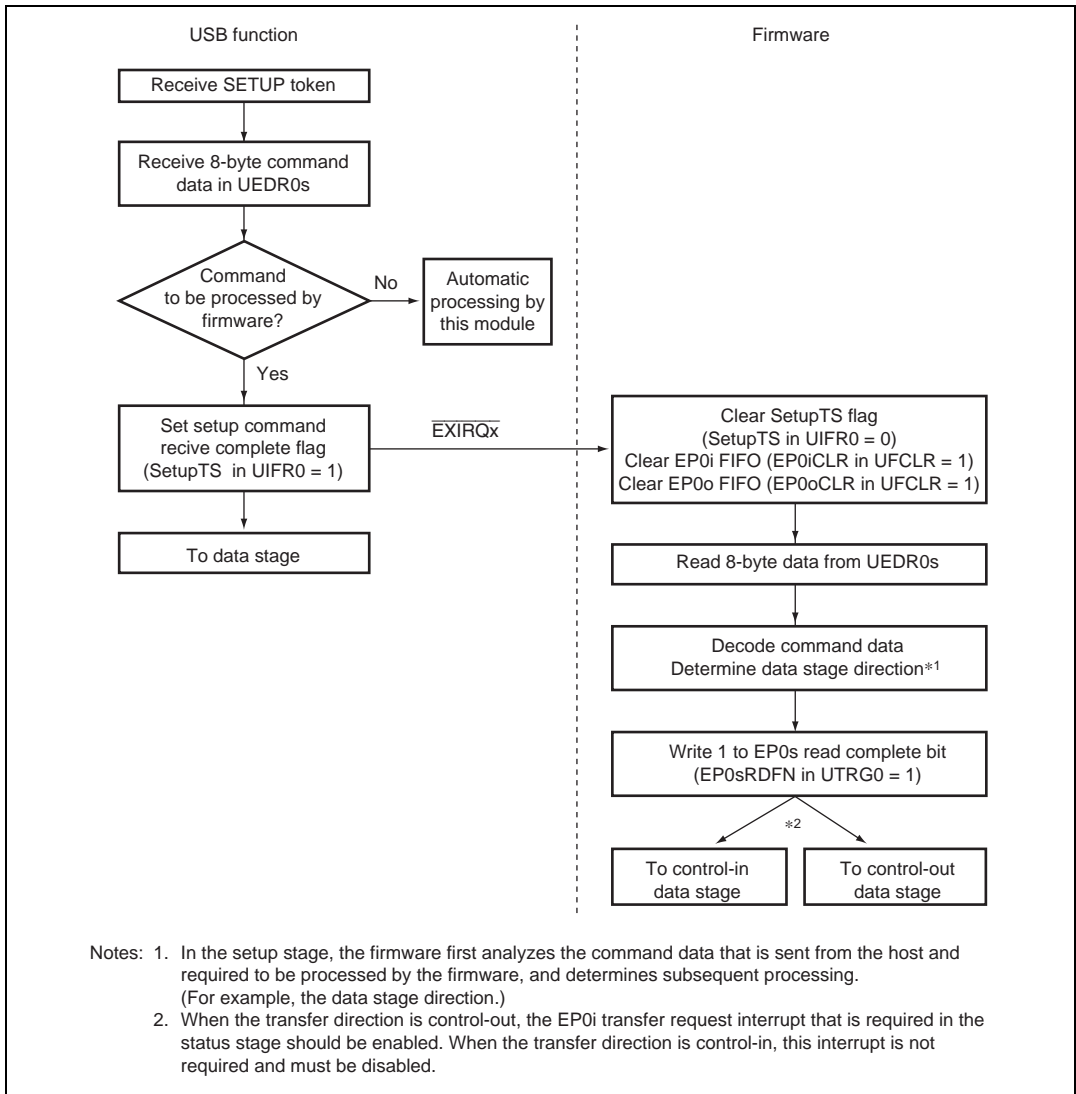 USB function
Firmware
Receive SETUP token
Receive 8-byte command
data in UEDR0s
Command
to be processed by
firmware?
No
Automatic
processing by
this module
Yes
Set setup command
recive complete flag
(SetupTS in UIFR0 = 1)
EXIRQx
To data stage
Clear SetupTS flag
(SetupTS in UIFR0 = 0)
Clear EP0i FIFO (EP0iCLR in UFCLR = 1)
Clear EP0o FIFO (EP0oCLR in UFCLR = 1)
Read 8-byte data from UEDR0s
Decode command data
Determine data stage direction*1
Write 1 to EP0s read complete bit
(EP0sRDFN in UTRG0 = 1)
*2
To control-in
data stage
To control-out
data stage
Notes: 1. In the setup stage, the firmware first analyzes the command data that is sent from the host and
required to be processed by the firmware, and determines subsequent processing.
(For example, the data stage direction.)
2. When the transfer direction is control-out, the EP0i transfer request interrupt that is required in the
status stage should be enabled. When the transfer direction is control-in, this interrupt is not
required and must be disabled.